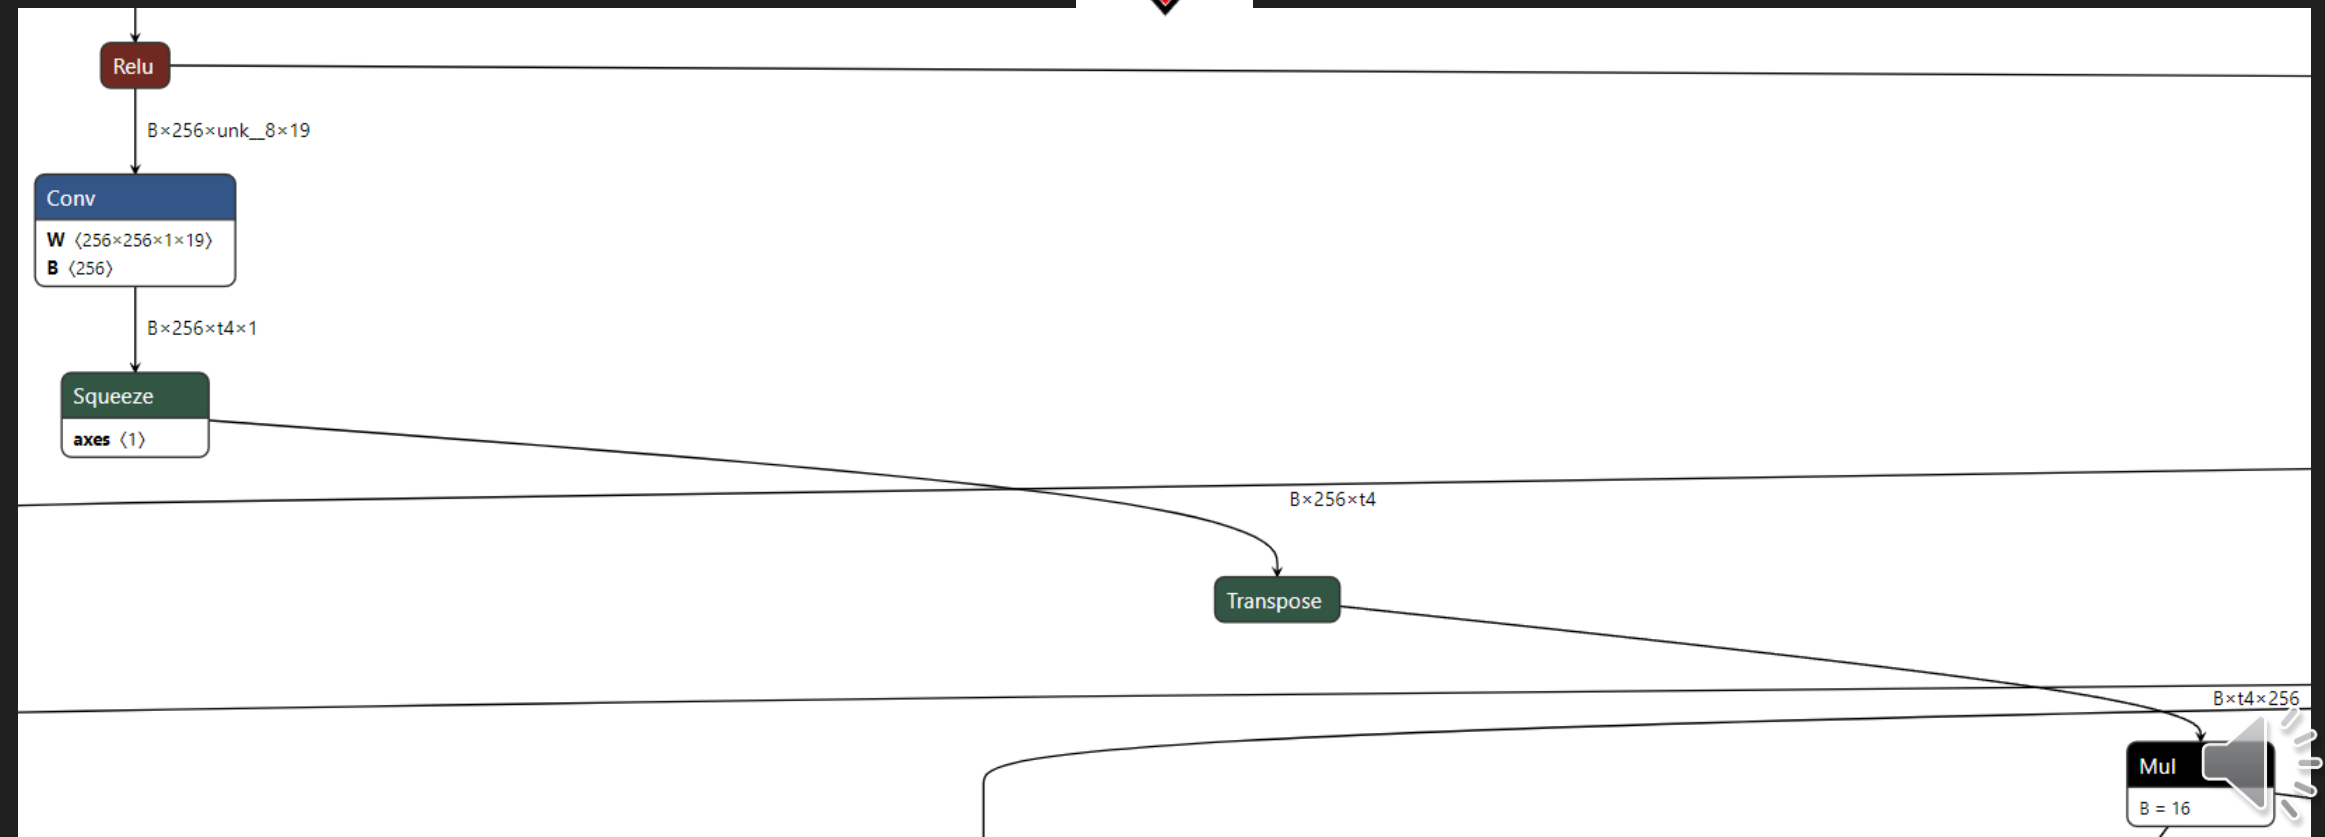 Relu
B×256×unk__8×19
Conv
W ⟨256×256×1×19⟩
B ⟨256⟩
B×256×t4×1
Squeeze
axes ⟨1⟩
B×256×t4
Transpose
B×t4×256
Mul
B = 16